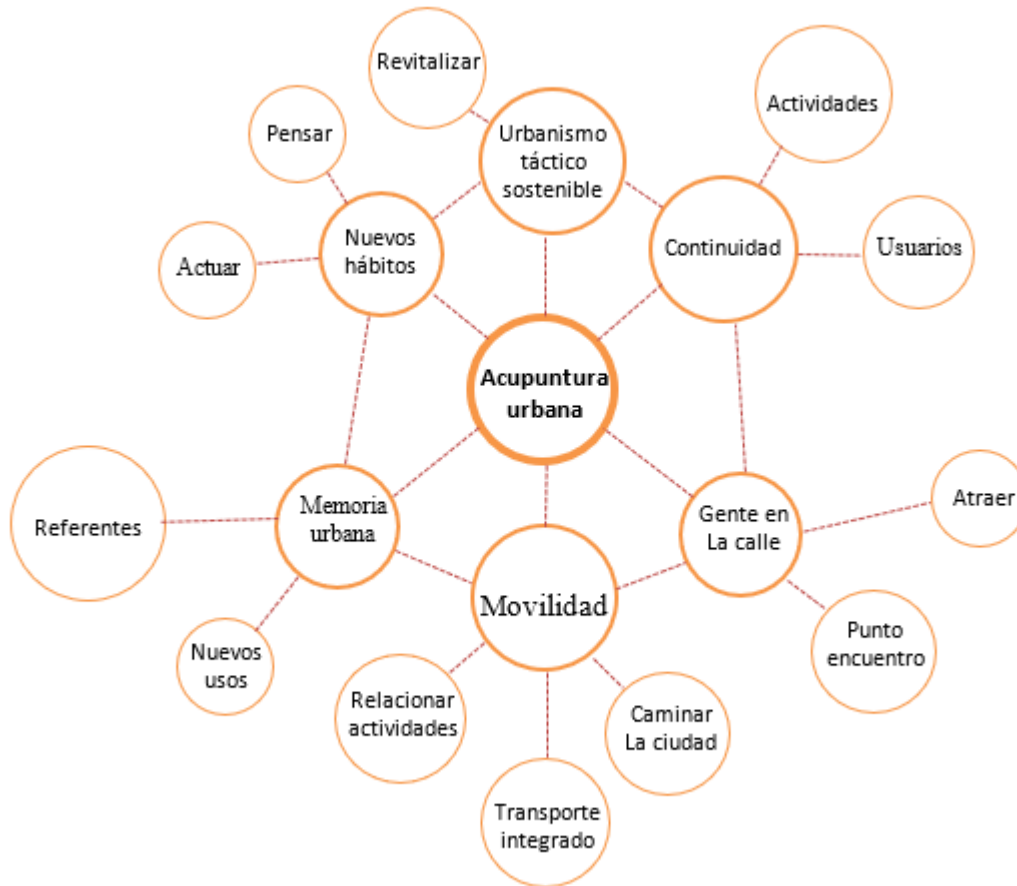 Revitalizar
Actividades
Pensar
Urbanismo
táctico
sostenible
Nuevos
hábitos
Continuidad
Usuarios
Actuar
Acupuntura
urbana
Referentes
Memoria
urbana
Gente en
La calle
Atraer
Movilidad
Nuevos
usos
Punto
encuentro
Relacionar
actividades
Caminar
La ciudad
Transporte
integrado